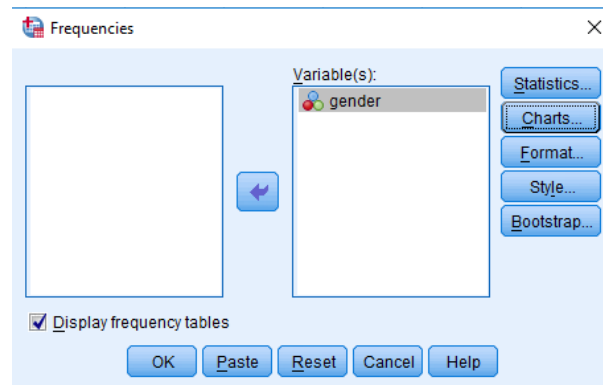 Frequencies
Variable(s):
gender
Statistics...
Charts...
Format...
Style...
Bootstrap...
Display frequency tables
OK Paste Reset Cancel Help